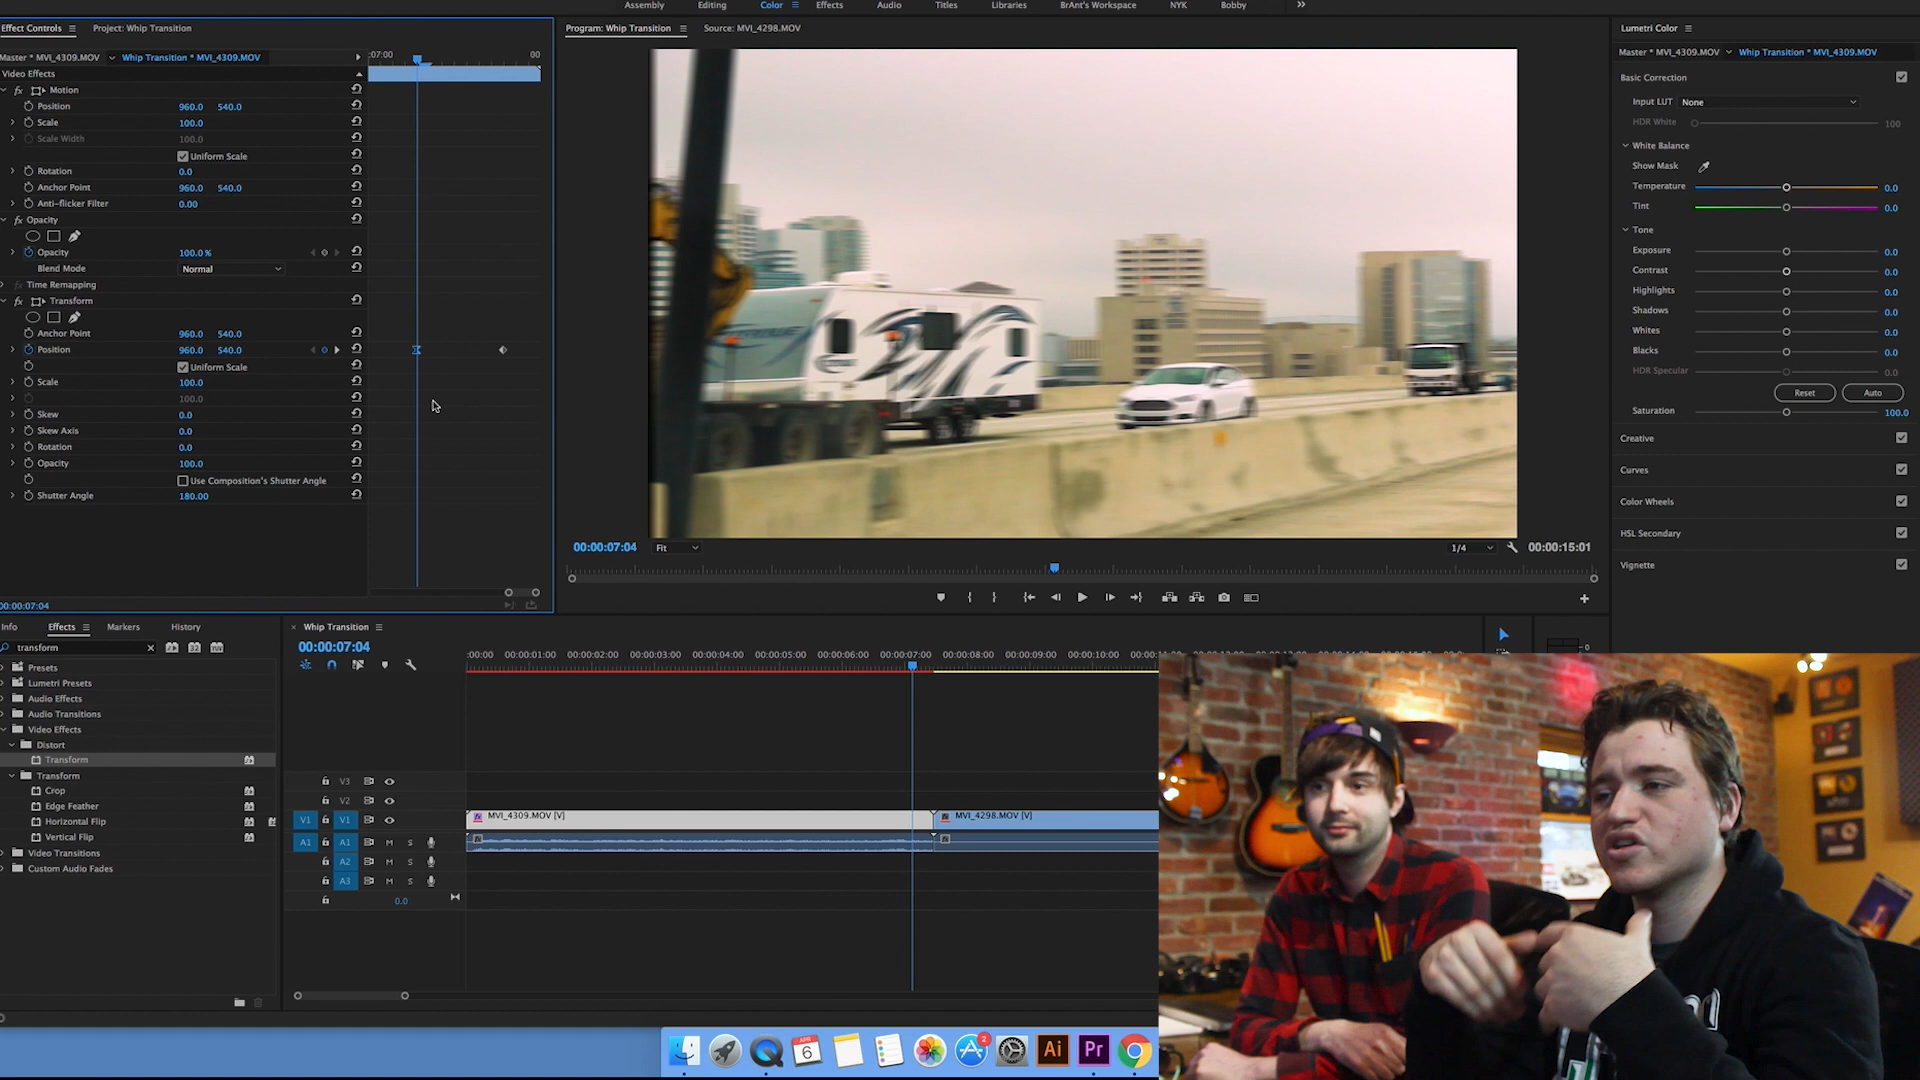 Assembly
Editing
Color
Effects
Audio
Titles
Libraries
BrAnt's Workspace
NYK
Bobby
Effect Controls
Project: Whip Transition
Master * MVI_4309.MOV
Whip Transition * MVI_4309.MOV
:07:00
00
Video Effects
fx Motion
Position 960.0 540.0
Scale 100.0
Scale Width 100.0
Uniform Scale
Rotation 0.0
Anchor Point 960.0 540.0
Anti-flicker Filter 0.00
fx Opacity
Opacity 100.0 %
Blend Mode Normal
fx Time Remapping
fx Transform
Anchor Point 960.0 540.0
Position 960.0 540.0
Uniform Scale
Scale 100.0
100.0
Skew 0.0
Skew Axis 0.0
Rotation 0.0
Opacity 100.0
Use Composition's Shutter Angle
Shutter Angle 180.00
00:00:07:04
Program: Whip Transition
Source: MVI_4298.MOV
00:00:07:04
Fit
1/4
00:00:15:01
Lumetri Color
Master * MVI_4309.MOV
Whip Transition * MVI_4309.MOV
Basic Correction
Input LUT None
HDR White 100
White Balance
Show Mask
Temperature 0.0
Tint 0.0
Tone
Exposure 0.0
Contrast 0.0
Highlights 0.0
Shadows 0.0
Whites 0.0
Blacks 0.0
HDR Specular 0.0
Reset
Auto
Saturation 100.0
Creative
Curves
Color Wheels
HSL Secondary
Vignette
Info
Effects
Markers
History
transform
Presets
Lumetri Presets
Audio Effects
Audio Transitions
Video Effects
Distort
Transform
Transform
Crop
Edge Feather
Horizontal Flip
Vertical Flip
Video Transitions
Custom Audio Fades
Whip Transition
00:00:07:04
:00:00
00:00:01:00
00:00:02:00
00:00:03:00
00:00:04:00
00:00:05:00
00:00:06:00
00:00:07:00
00:00:08:00
00:00:09:00
00:00:10:00
V3
V2
V1 V1
MVI_4309.MOV [V]
MVI_4298.MOV [V]
A1 A1 M S
A2 M S
A3 M S
0.0
0
APR
6
2
Ai
Pr